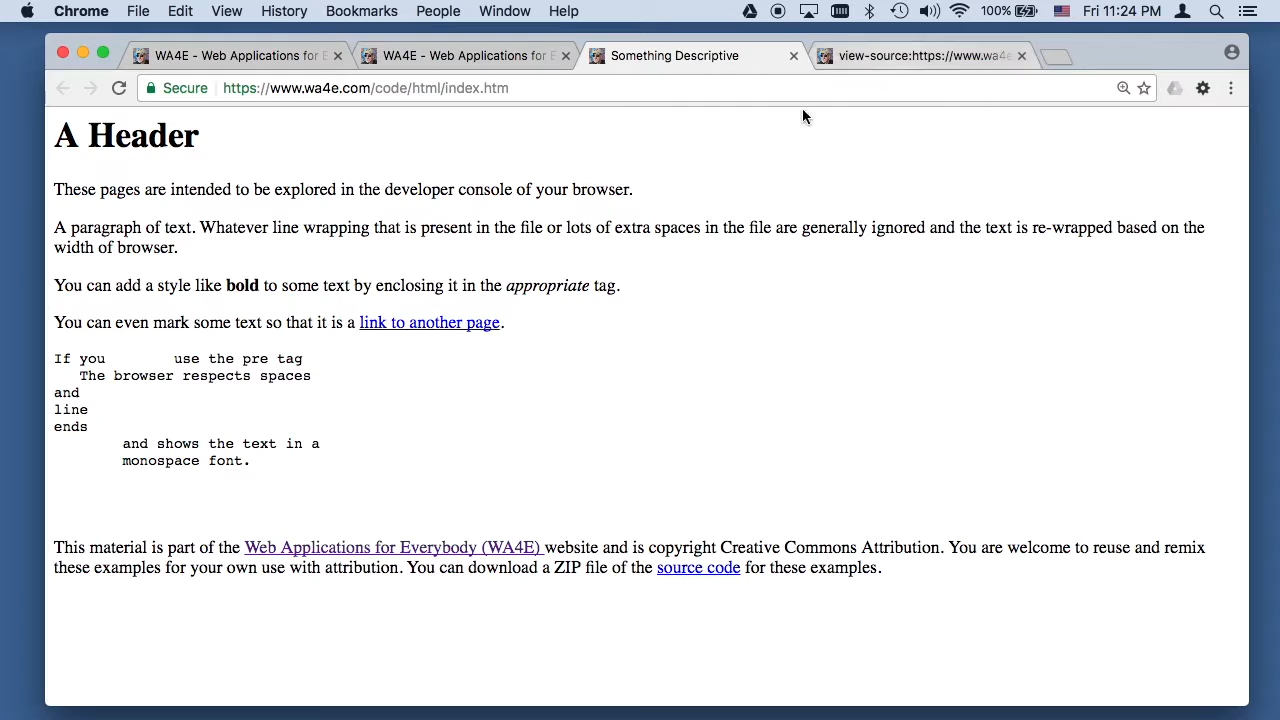 Chrome File Edit View History Bookmarks People Window Help 100% Fri 11:24 PM
WA4E - Web Applications for E WA4E - Web Applications for E Something Descriptive view-source:https://www.wa4e
Secure https://www.wa4e.com/code/html/index.htm
A Header
These pages are intended to be explored in the developer console of your browser.
A paragraph of text. Whatever line wrapping that is present in the file or lots of extra spaces in the file are generally ignored and the text is re-wrapped based on the
width of browser.
You can add a style like bold to some text by enclosing it in the appropriate tag.
You can even mark some text so that it is a link to another page.
If you        use the pre tag
   The browser respects spaces
and
line
ends
        and shows the text in a
        monospace font.
This material is part of the Web Applications for Everybody (WA4E) website and is copyright Creative Commons Attribution. You are welcome to reuse and remix
these examples for your own use with attribution. You can download a ZIP file of the source code for these examples.